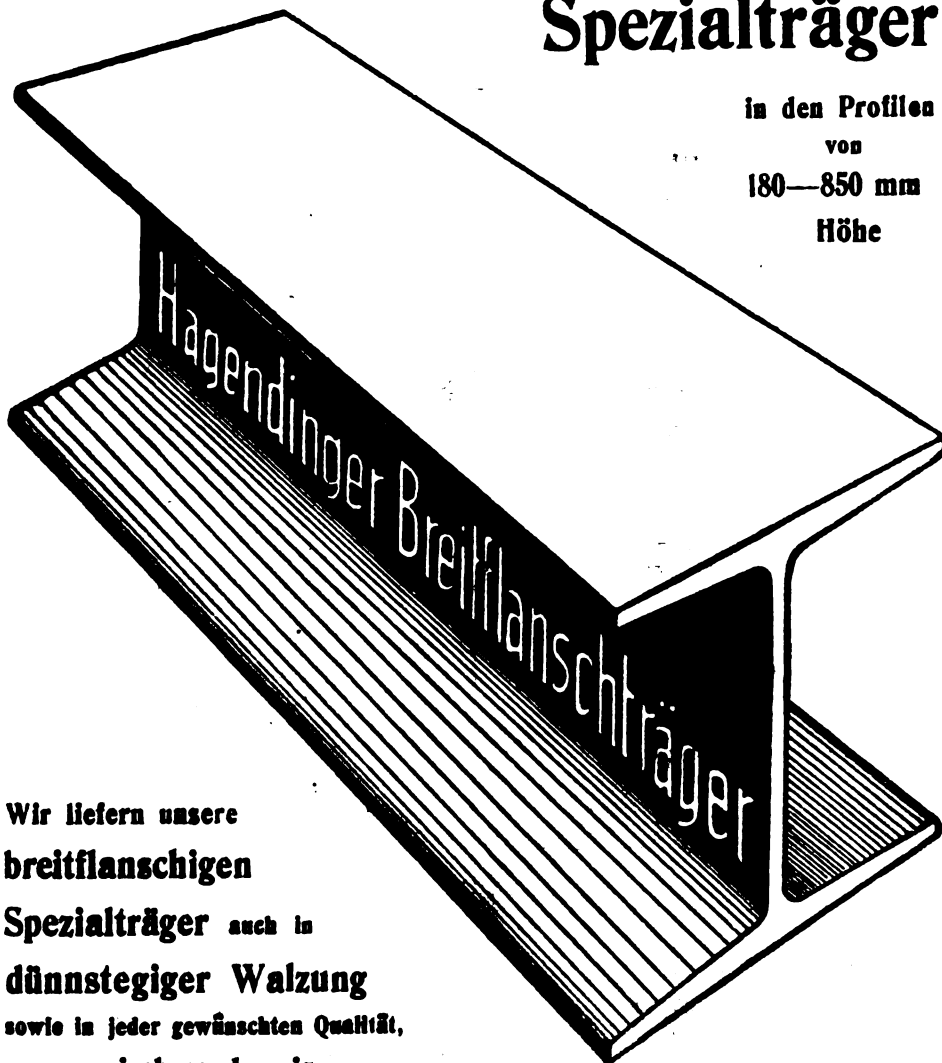 Spezialträger
in den Profilen
von
180—850 mm
Höhe
Hagendinger Breitflanschträger
Wir liefern unsere
breitflanschigen
Spezialträger auch in
dünnstegiger Walzung
sowie in jeder gewünschten Qualität,